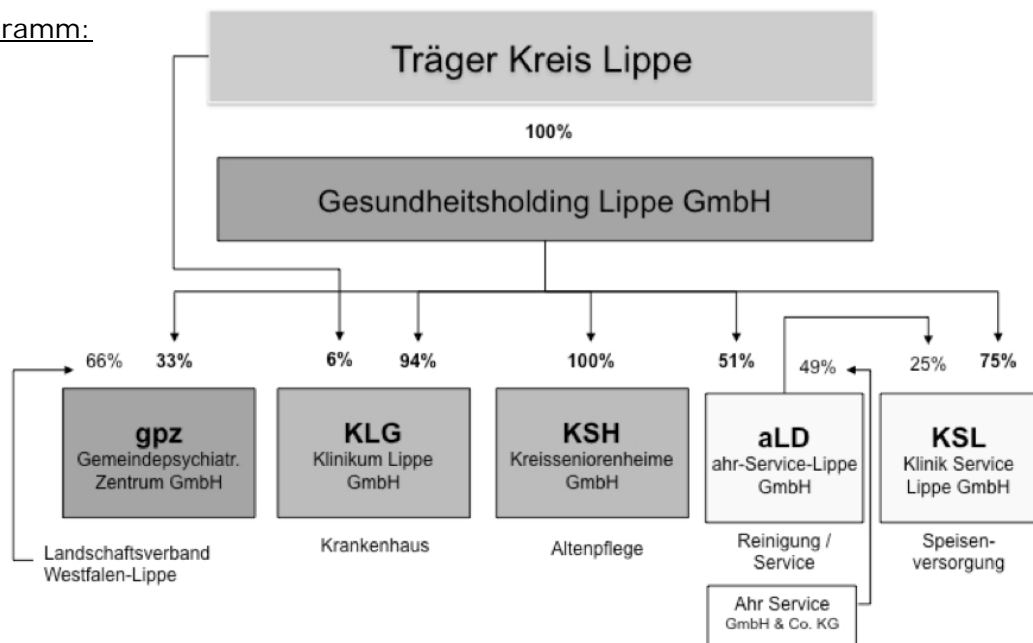 ramm:
Träger Kreis Lippe
100%
Gesundheitsholding Lippe GmbH
66% 33% 6% 94% 100% 51% 49% 25% 75%
gpz
Gemeindepsychiatr.
Zentrum GmbH
KLG
Klinikum Lippe
GmbH
KSH
Kreisseniorenheime
GmbH
aLD
ahr-Service-Lippe
GmbH
KSL
Klinik Service
Lippe GmbH
Landschaftsverband
Westfalen-Lippe
Krankenhaus
Altenpflege
Reinigung /
Service
Speisen-
versorgung
Ahr Service
GmbH & Co. KG